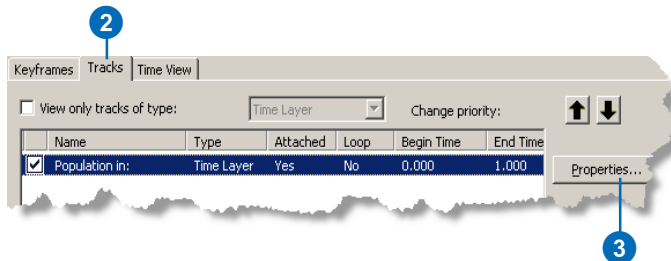 2
Keyframes Tracks Time View
View only tracks of type: Time Layer Change priority:
Name Type Attached Loop Begin Time End Time
Population in: Time Layer Yes No 0.000 1.000
Properties...
3